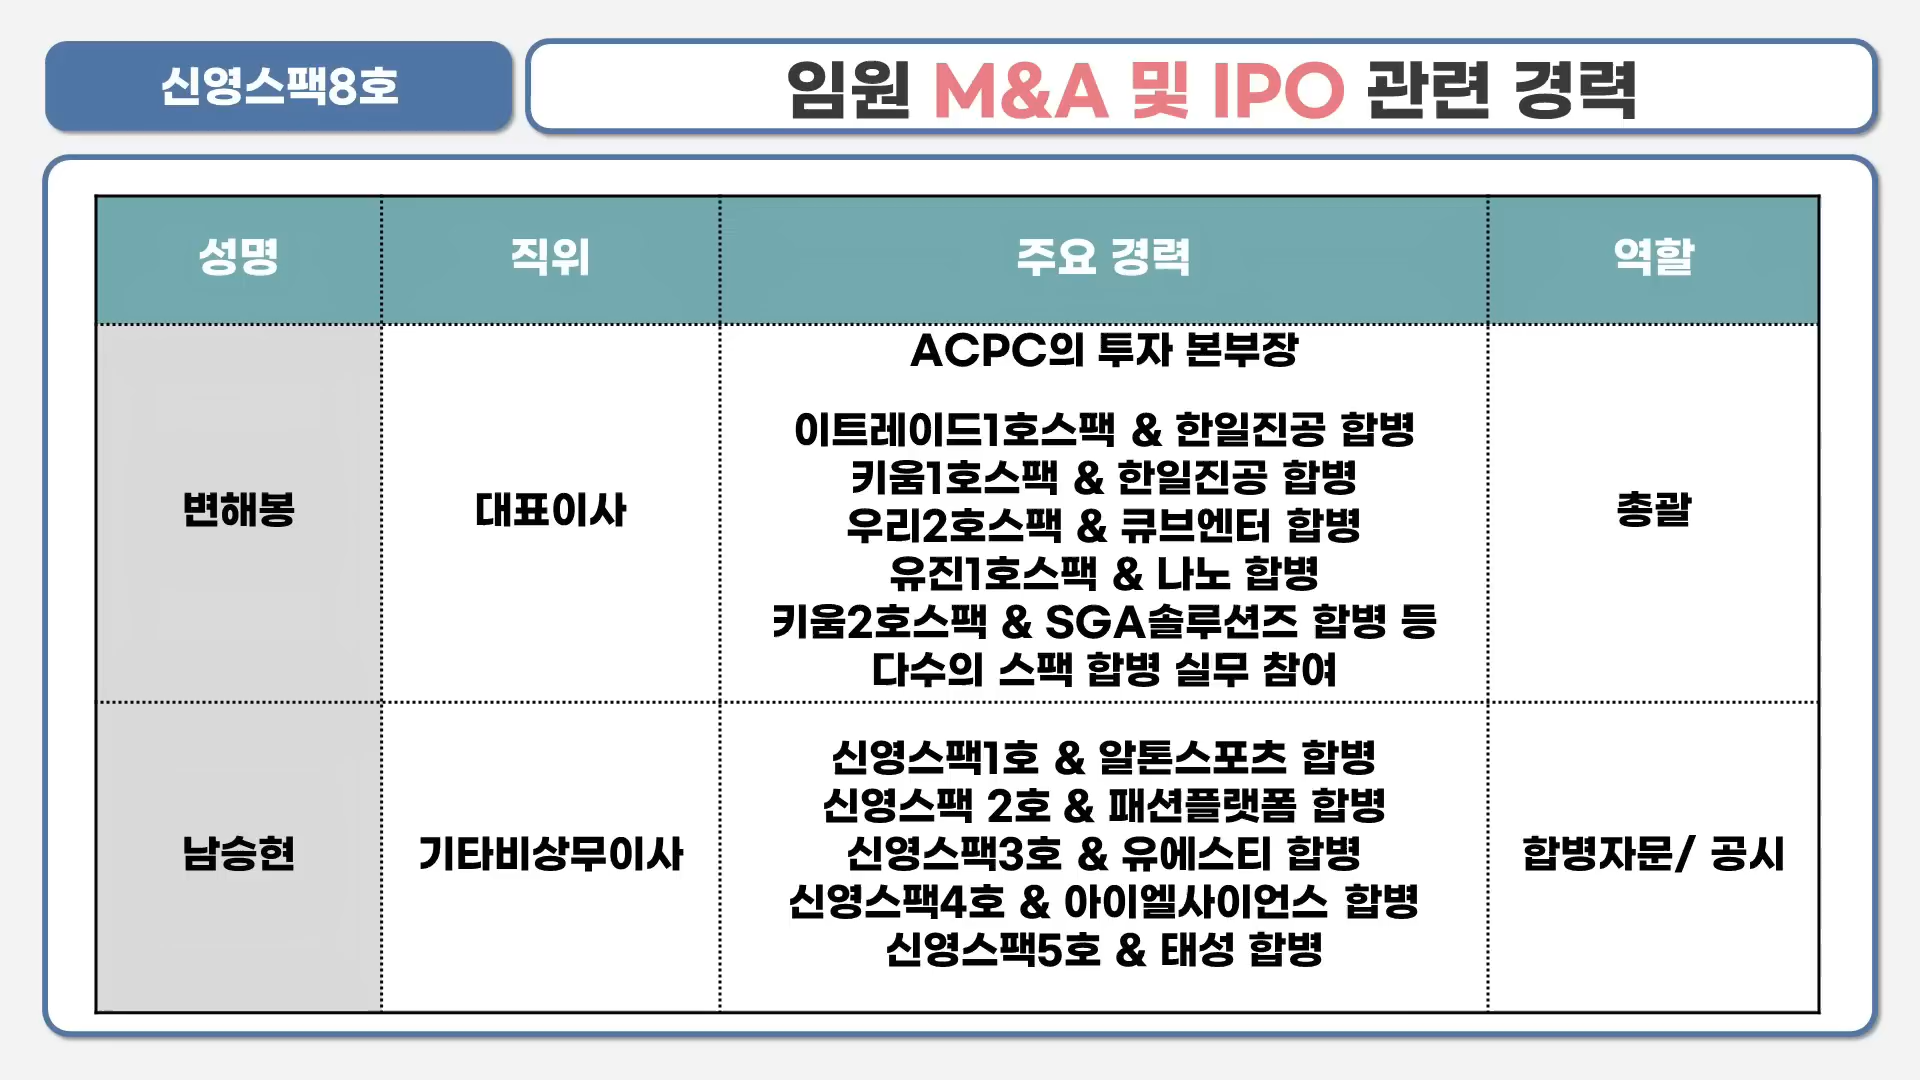 신영스팩8호
임원 M&A 및 IPO 관련 경력
성명
직위
주요 경력
역할
변해봉
대표이사
ACPC의 투자 본부장
이트레이드1호스팩 & 한일진공 합병
키움1호스팩 & 한일진공 합병
우리2호스팩 & 큐브엔터 합병
유진1호스팩 & 나노 합병
키움2호스팩 & SGA솔루션즈 합병 등
다수의 스팩 합병 실무 참여
총괄
남승현
기타비상무이사
신영스팩1호 & 알톤스포츠 합병
신영스팩 2호 & 패션플랫폼 합병
신영스팩3호 & 유에스티 합병
신영스팩4호 & 아이엘사이언스 합병
신영스팩5호 & 태성 합병
합병자문/ 공시